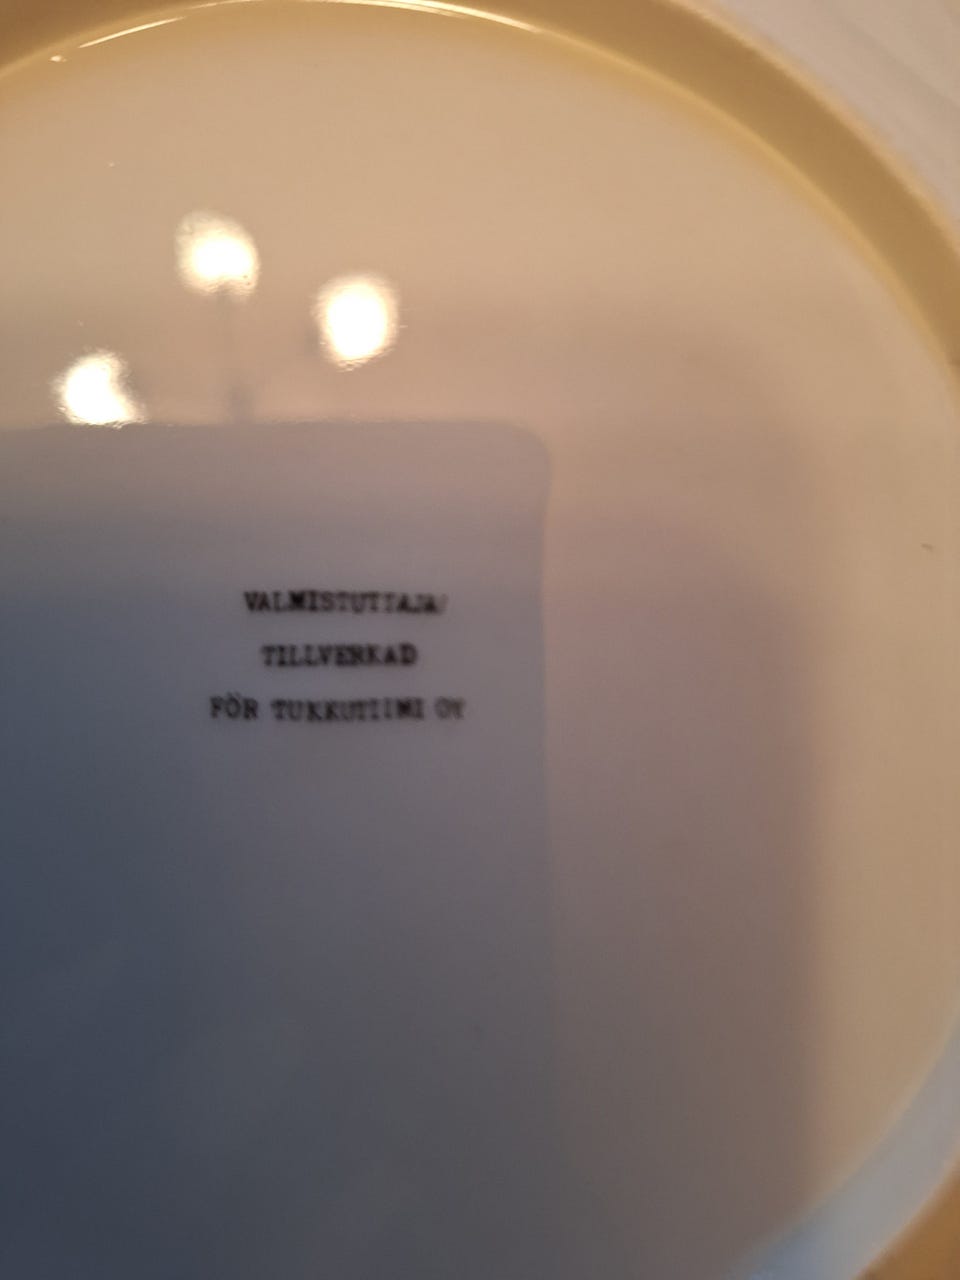 VALMISTUTTAJA/
TILLVERKAD
FÖR TUKKUTIIMI OY